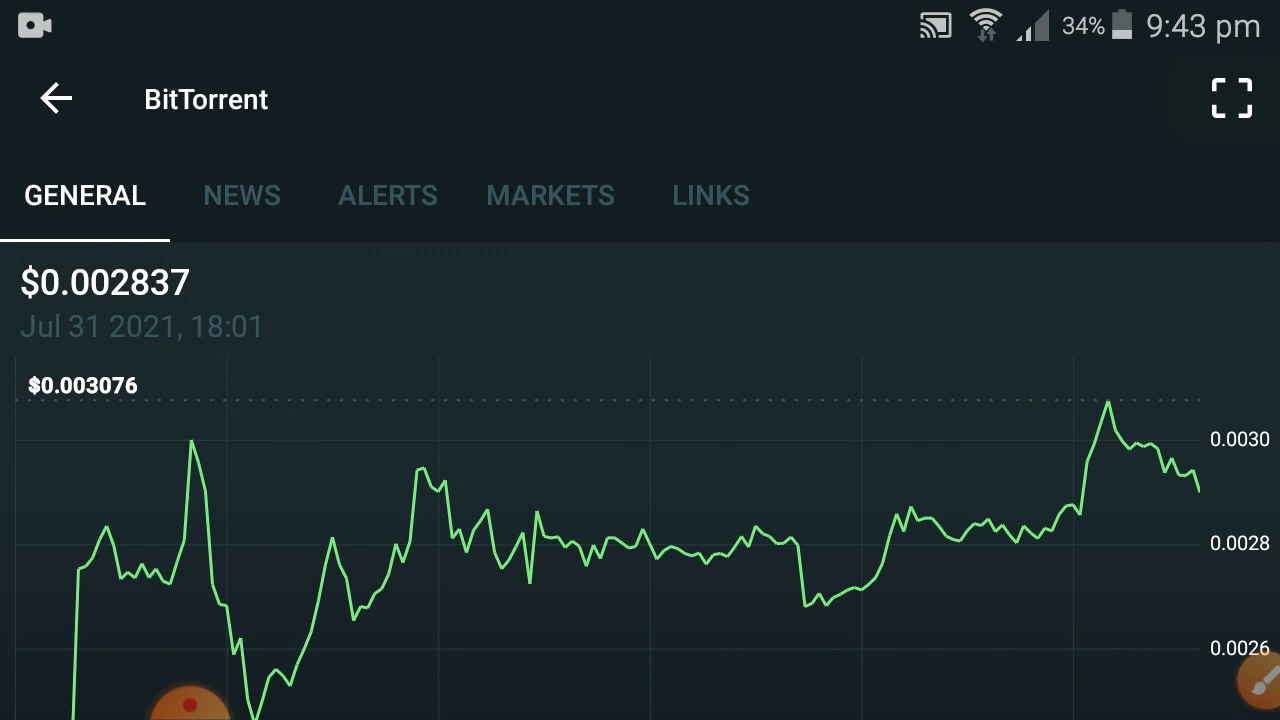 34% 9:43 pm
BitTorrent
GENERAL NEWS ALERTS MARKETS LINKS
$0.002837
Jul 31 2021, 18:01
$0.003076
0.0030
0.0028
0.0026